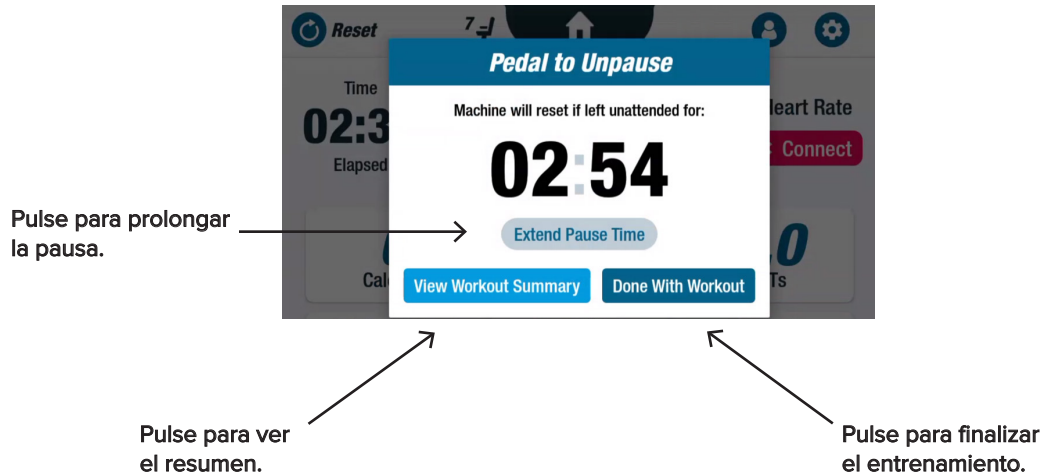 Reset
7
Pedal to Unpause
Time
Machine will reset if left unattended for:
Heart Rate
02:3
02:54
Connect
Elapsed
Pulse para prolongar
la pausa.
Extend Pause Time
.0
Cal
Ts
View Workout Summary
Done With Workout
Pulse para ver
el resumen.
Pulse para finalizar
el entrenamiento.